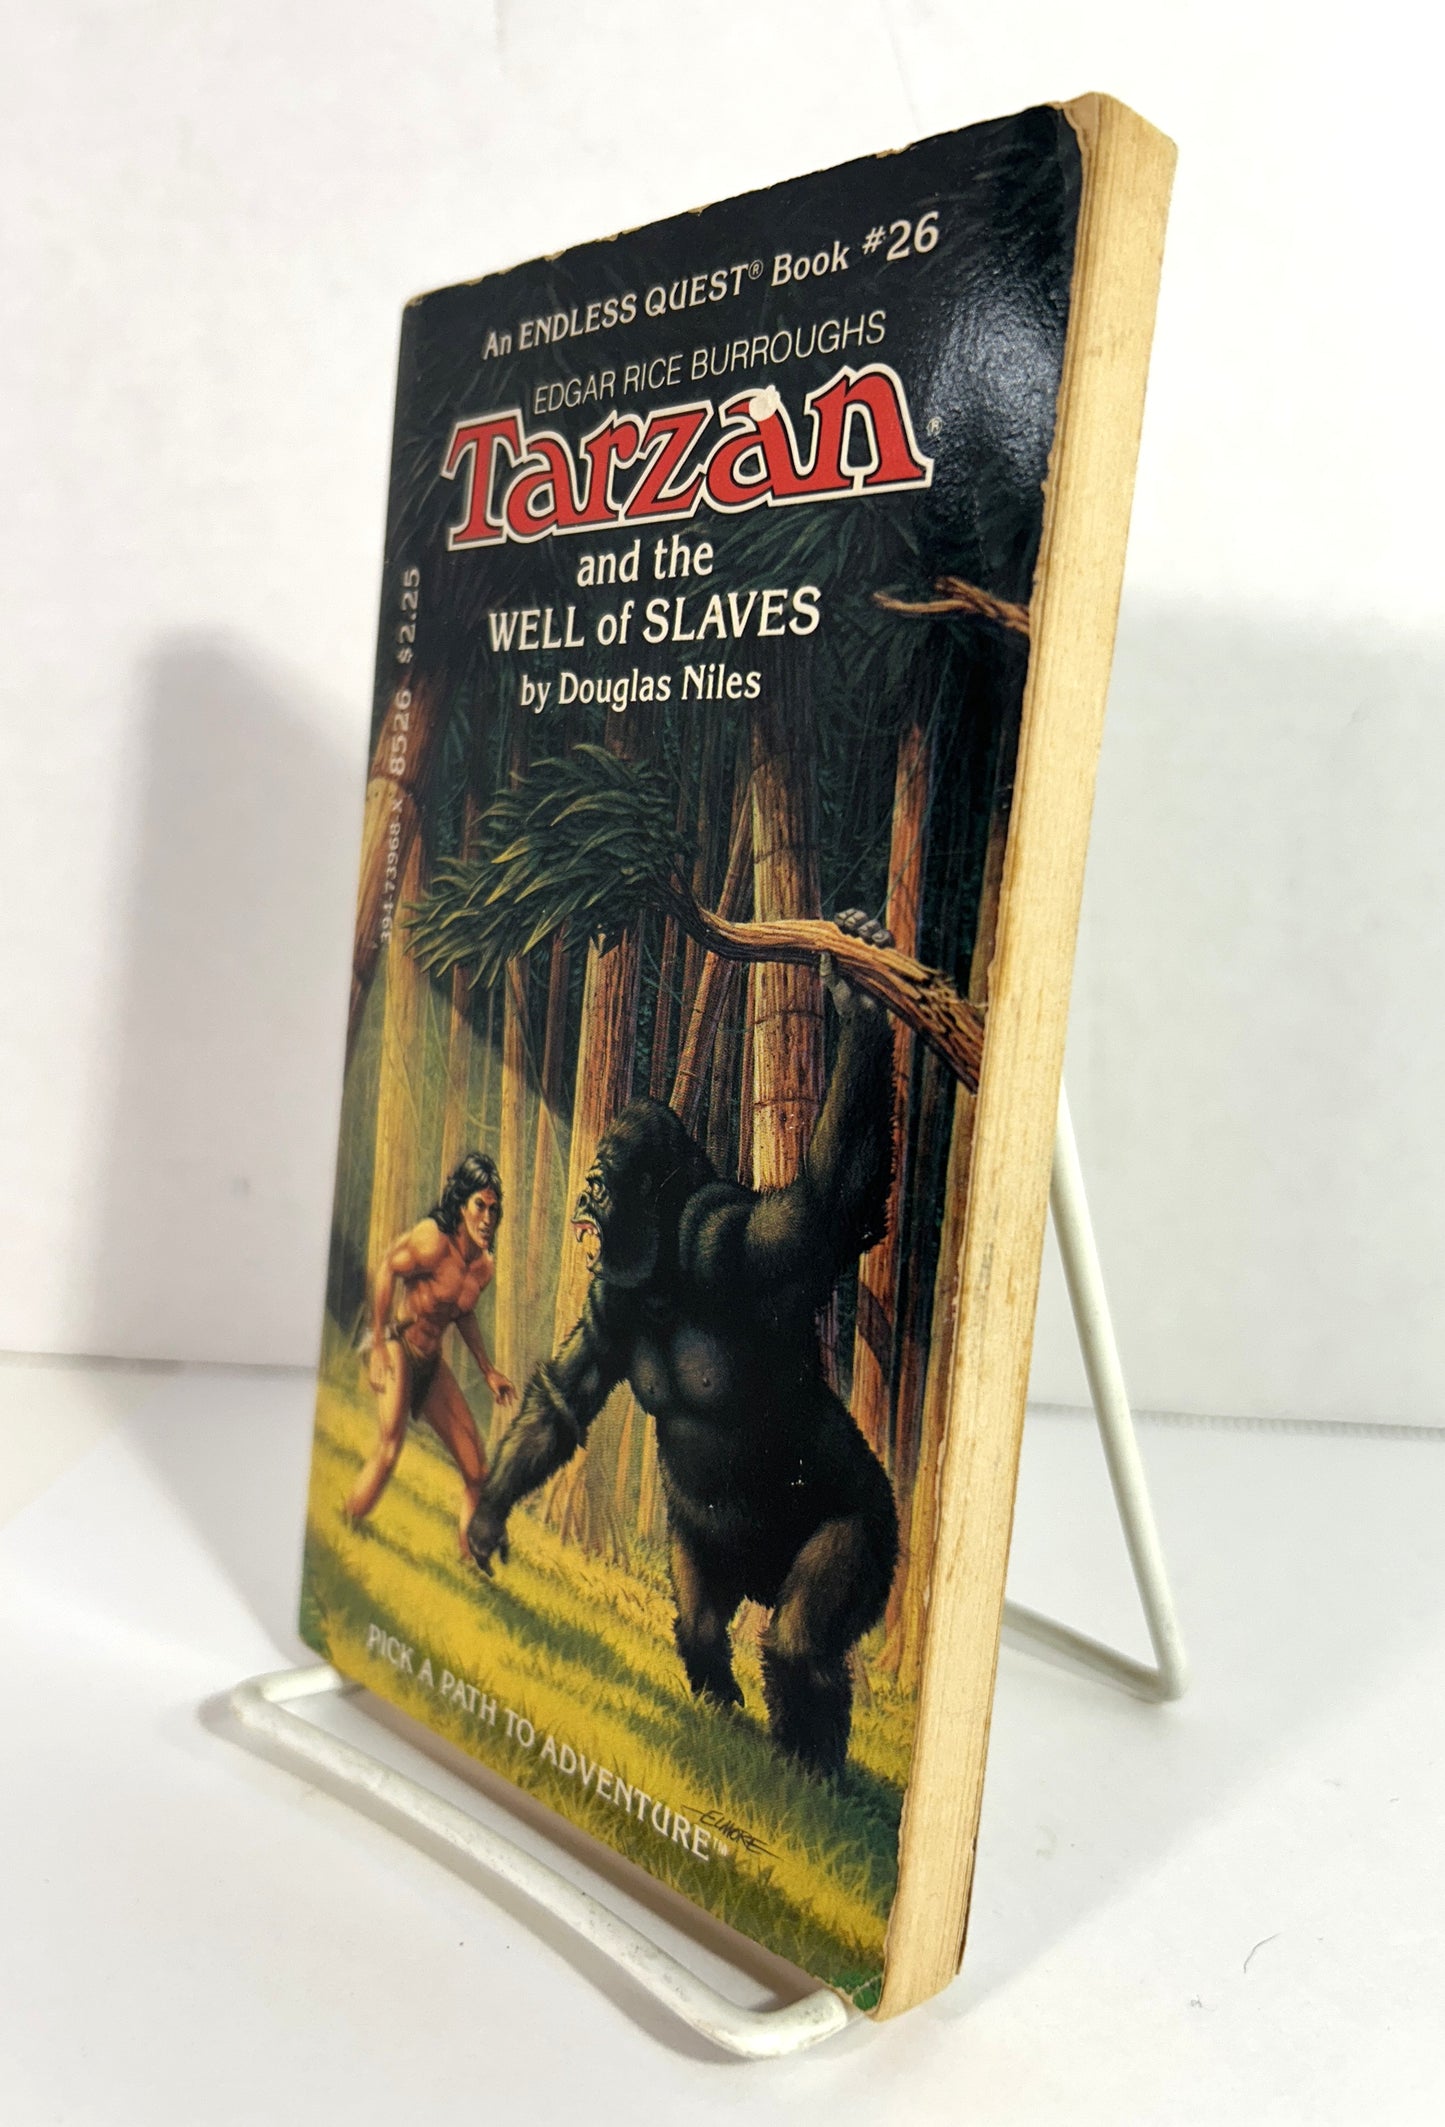 An ENDLESS QUEST® Book #26
EDGAR RICE BURROUGHS
Tarzan®
and the
WELL of SLAVES
by Douglas Niles
394-73968-X 8526 $2.25
PICK A PATH TO ADVENTURE™
ELMORE